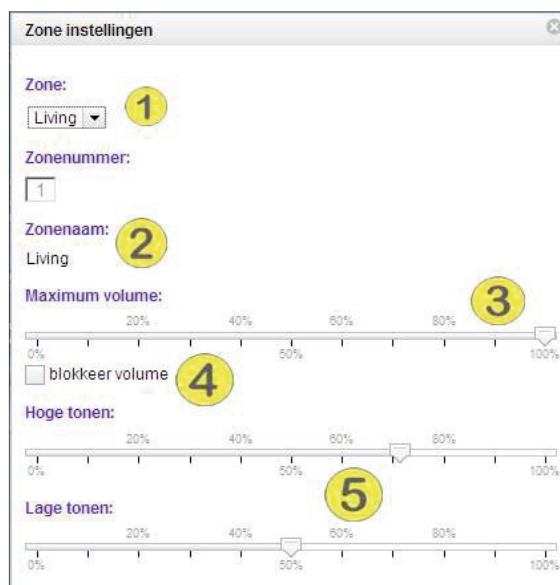 Zone instellingen
Zone:
Living
1
Zonenummer:
1
Zonenaam:
2
Living
Maximum volume:
3
20% 40% 60% 80%
0% 50% 100%
blokkeer volume
4
Hoge tonen:
20% 40% 60% 80%
0% 50% 100%
5
Lage tonen:
20% 40% 60% 80%
0% 50% 100%